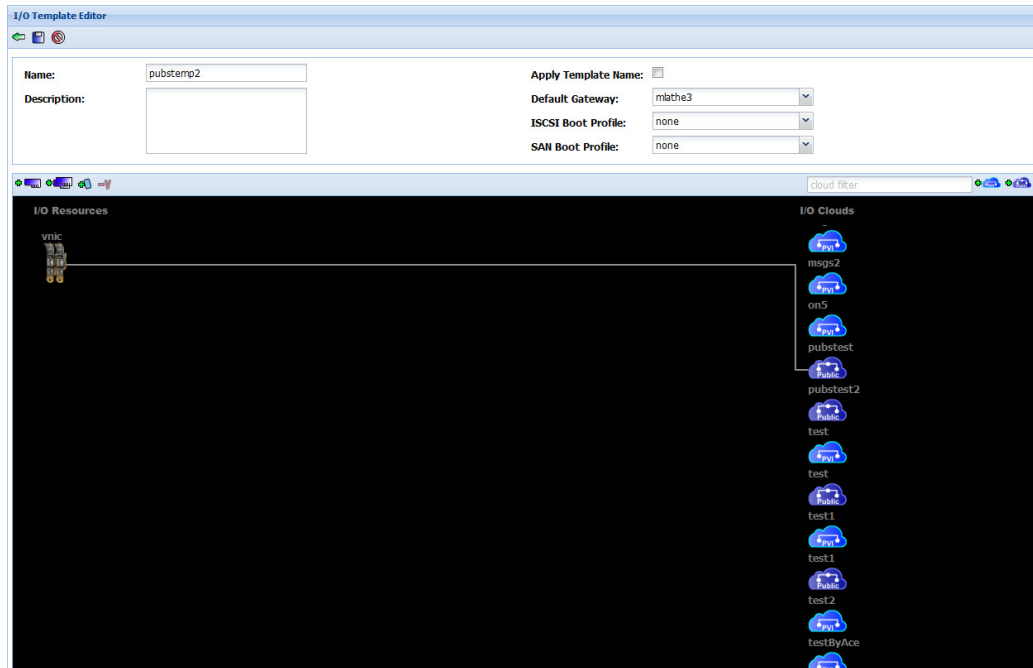 I/O Template Editor
Name: pubstemp2 Apply Template Name:
Description: Default Gateway: mlathe3
ISCSI Boot Profile: none
SAN Boot Profile: none
cloud filter
I/O Resources I/O Clouds
vnic
PVI
msgs2
PVI
on5
PVI
pubstest
Public
pubstest2
Public
test
PVI
test
Public
test1
PVI
test1
Public
test2
PVI
testByAce